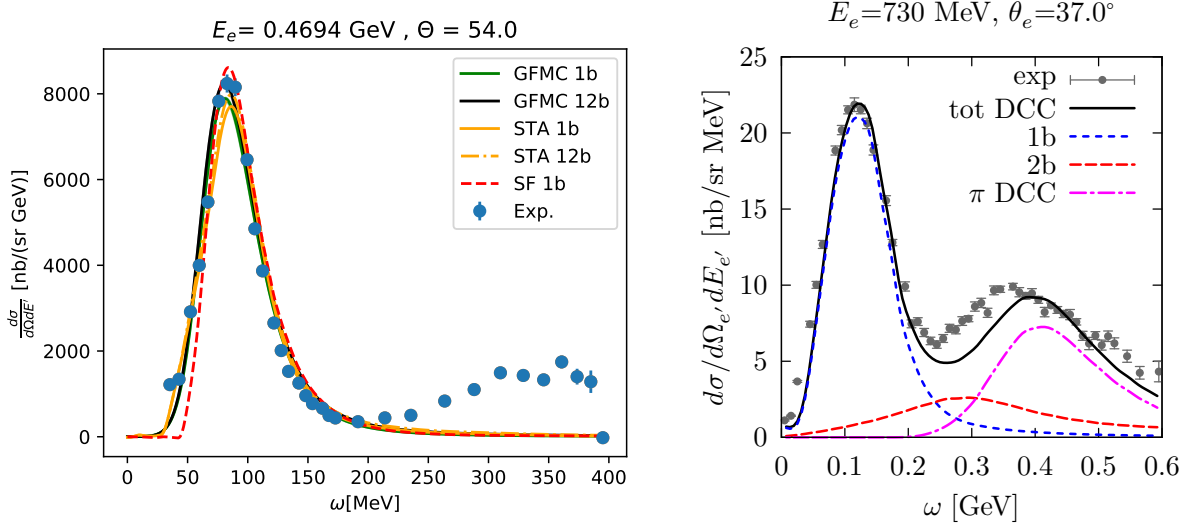 E_e= 0.4694 GeV , Θ = 54.0
8000
6000
4000
2000
0
dσ/dΩdE′ [nb/(sr GeV)]
GFMC 1b
GFMC 12b
STA 1b
STA 12b
SF 1b
Exp.
0 50 100 150 200 250 300 350 400
ω[MeV]
E_e=730 MeV, θ_e=37.0°
25
20
15
10
5
0
dσ/dΩ_e′dE_e′ [nb/sr MeV]
exp
tot DCC
1b
2b
π DCC
0 0.1 0.2 0.3 0.4 0.5 0.6
ω [GeV]